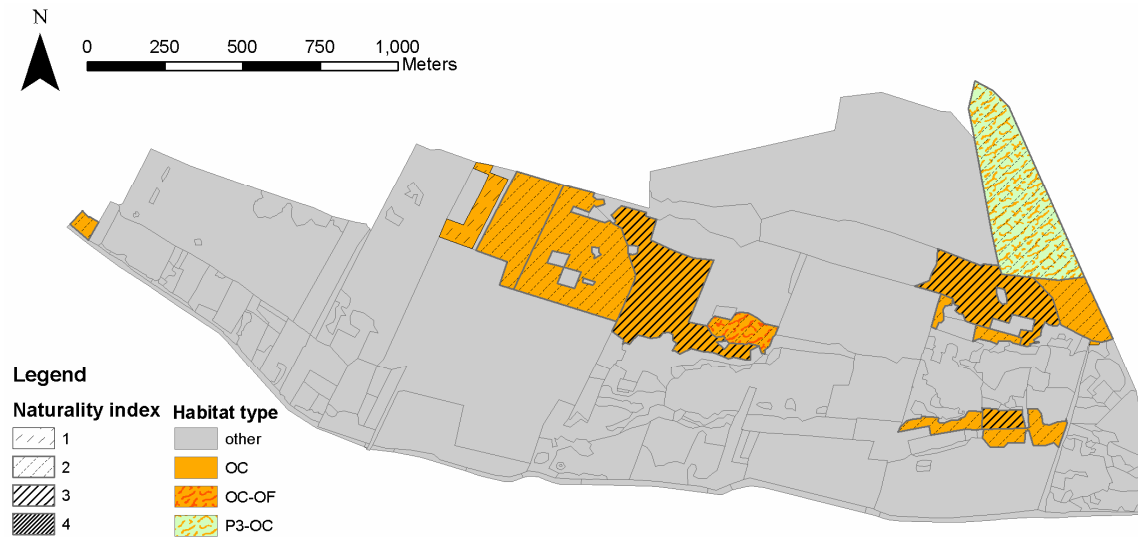 N
0 250 500 750 1,000
Meters
Legend
Naturality index
1
2
3
4
Habitat type
other
OC
OC-OF
P3-OC